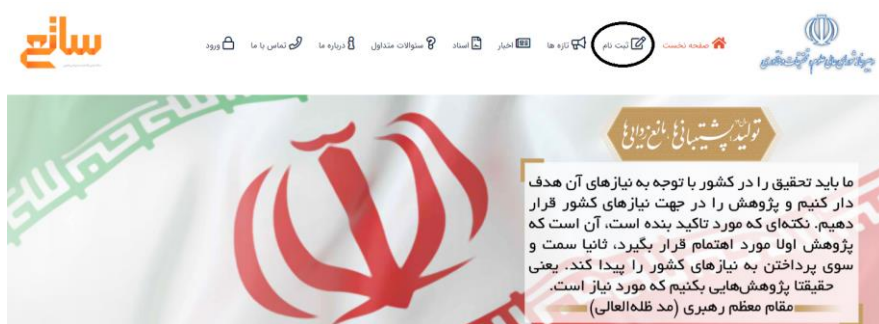 صفحه نخست ثبت نام تازه ها اخبار اسناد سئوالات متداول درباره ما تماس با ما ورود
ساتع
تولید، پشتیبانی‌ها، مانع‌زدایی‌ها
ما باید تحقیق را در کشور با توجه به نیازهای آن هدف
دار کنیم و پژوهش را در جهت نیازهای کشور قرار
دهیم. نکته‌ای که مورد تاکید بنده است، آن است که
پژوهش اولا مورد اهتمام قرار بگیرد، ثانیا سمت و
سوی پرداختن به نیازهای کشور را پیدا کند. یعنی
حقیقتا پژوهش‌هایی بکنیم که مورد نیاز است.
مقام معظم رهبری (مد ظله‌العالی)